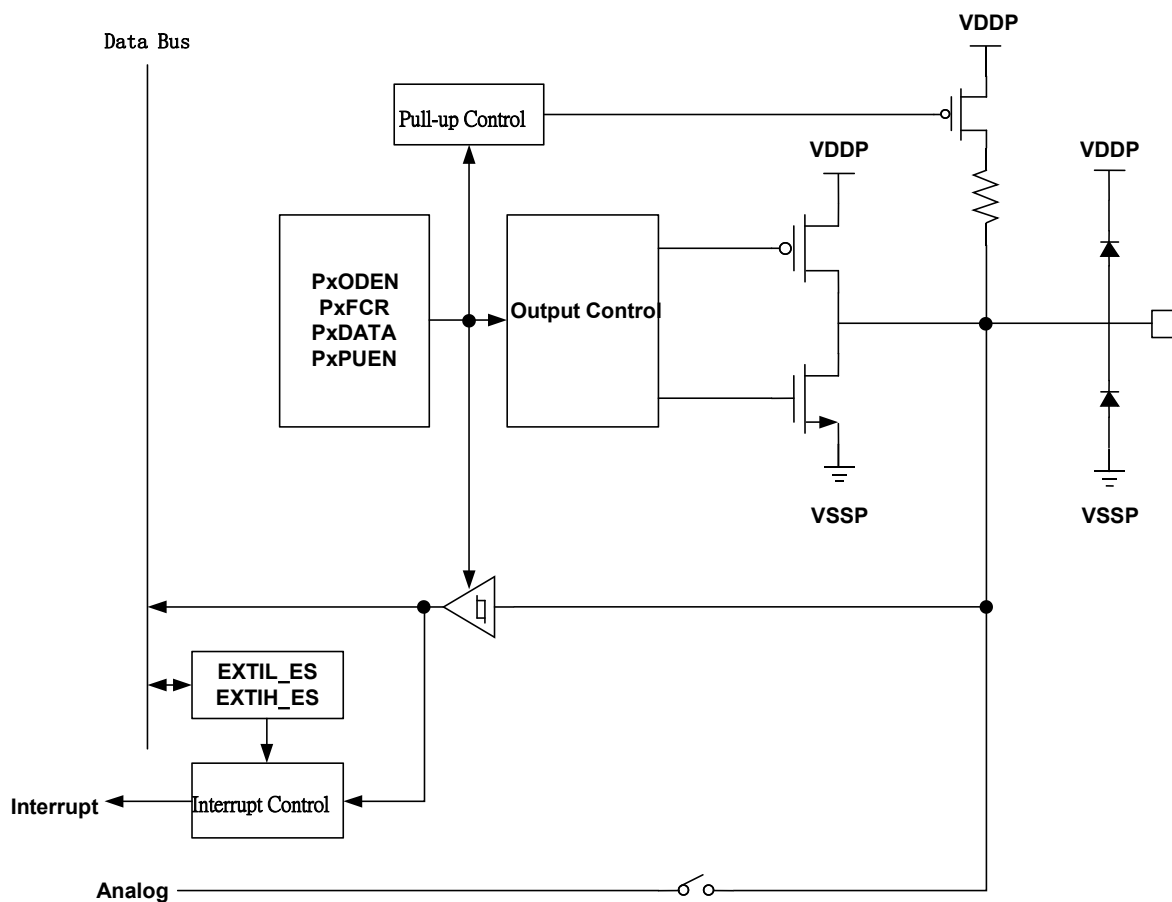 VDDP
Data Bus
Pull-up Control
VDDP
VDDP
PxODEN
PxFCR
PxDATA
PxPUEN
Output Control
VSSP
VSSP
EXTIL_ES
EXTIH_ES
Interrupt
Interrupt Control
Analog